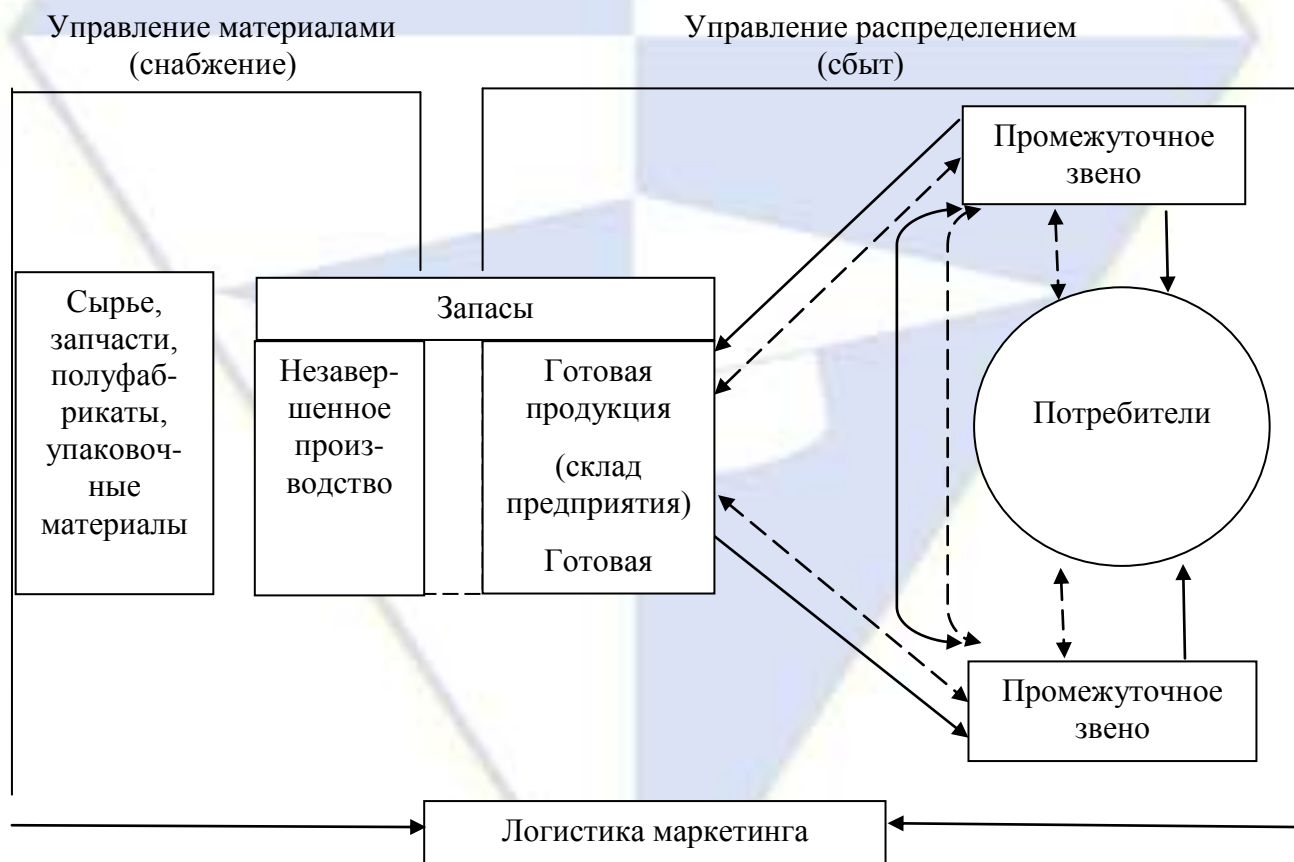 Управление материалами
(снабжение)
Управление распределением
(сбыт)
Промежуточное
звено
Сырье,
запчасти,
полуфаб-
рикаты,
упаковоч-
ные
материалы
Запасы
Незавер-
шенное
произ-
водство
Готовая
продукция
(склад
предприятия)
Готовая
Потребители
Промежуточное
звено
Логистика маркетинга